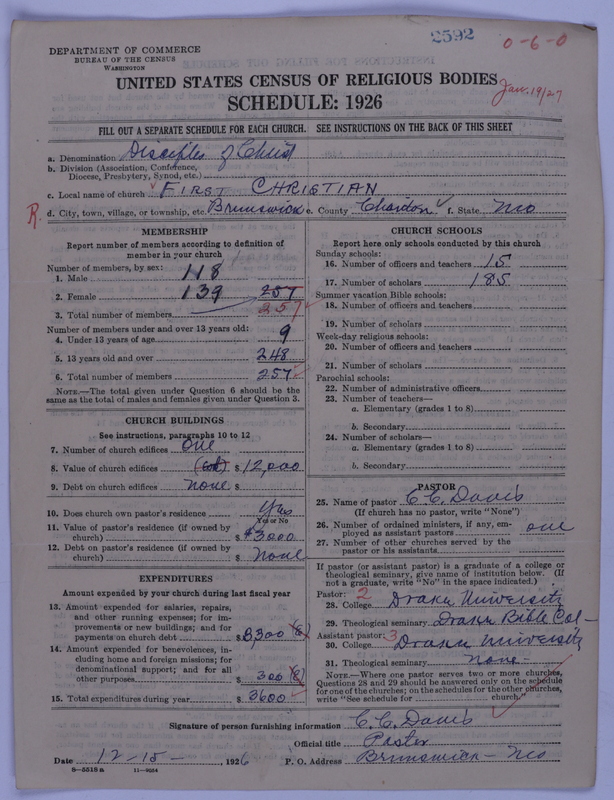 2592
0-6-0
DEPARTMENT OF COMMERCE
BUREAU OF THE CENSUS
WASHINGTON
UNITED STATES CENSUS OF RELIGIOUS BODIES
Jan. 19/27
SCHEDULE: 1926
FILL OUT A SEPARATE SCHEDULE FOR EACH CHURCH. SEE INSTRUCTIONS ON THE BACK OF THIS SHEET
a. Denomination Disciples of Christ
b. Division (Association, Conference, Diocese, Presbytery, Synod, etc.)
c. Local name of church FIRST CHRISTIAN
R. d. City, town, village, or township, etc. Brunswick e. County Chariton f. State Mo
MEMBERSHIP
Report number of members according to definition of member in your church
Number of members, by sex:
1. Male 118
2. Female 139 257
3. Total number of members 257
Number of members under and over 13 years old:
4. Under 13 years of age 9
5. 13 years old and over 248
6. Total number of members 257
NOTE.—The total given under Question 6 should be the same as the total of males and females given under Question 3.
CHURCH BUILDINGS
See instructions, paragraphs 10 to 12
7. Number of church edifices one
8. Value of church edifices $ 12,000
9. Debt on church edifices none $
10. Does church own pastor's residence Yes
Yes or No
11. Value of pastor's residence (if owned by church) $ $3000
12. Debt on pastor's residence (if owned by church) $ none
EXPENDITURES
Amount expended by your church during last fiscal year
13. Amount expended for salaries, repairs, and other running expenses; for improvements or new buildings; and for payments on church debt $ 3,300 (E)
14. Amount expended for benevolences, including home and foreign missions; for denominational support; and for all other purposes $ 300 (E)
15. Total expenditures during year $ 3600
CHURCH SCHOOLS
Report here only schools conducted by this church
Sunday schools:
16. Number of officers and teachers 15
17. Number of scholars 185
Summer vacation Bible schools:
18. Number of officers and teachers
19. Number of scholars
Week-day religious schools:
20. Number of officers and teachers
21. Number of scholars
Parochial schools:
22. Number of administrative officers
23. Number of teachers—
a. Elementary (grades 1 to 8)
b. Secondary
24. Number of scholars—
a. Elementary (grades 1 to 8)
b. Secondary
PASTOR
25. Name of pastor C. C. Davis
(If church has no pastor, write "None")
26. Number of ordained ministers, if any, employed as assistant pastors one
27. Number of other churches served by the pastor or his assistants
If pastor (or assistant pastor) is a graduate of a college or theological seminary, give name of institution below. (If not a graduate, write "No" in the space indicated.)
Pastor: 2
28. College Drake University
29. Theological seminary Drake Bible Col-
Assistant pastor: 3
30. College Drake University
31. Theological seminary None-
NOTE.—Where one pastor serves two or more churches, Questions 28 and 29 should be answered only on the schedule for one of the churches; on the schedules for the other churches, write "See schedule for church."
Signature of person furnishing information C. C. Davis
Official title Pastor
Date 12-15-, 1926 P. O. Address Brunswick-Mo
8-5518a 11-9664